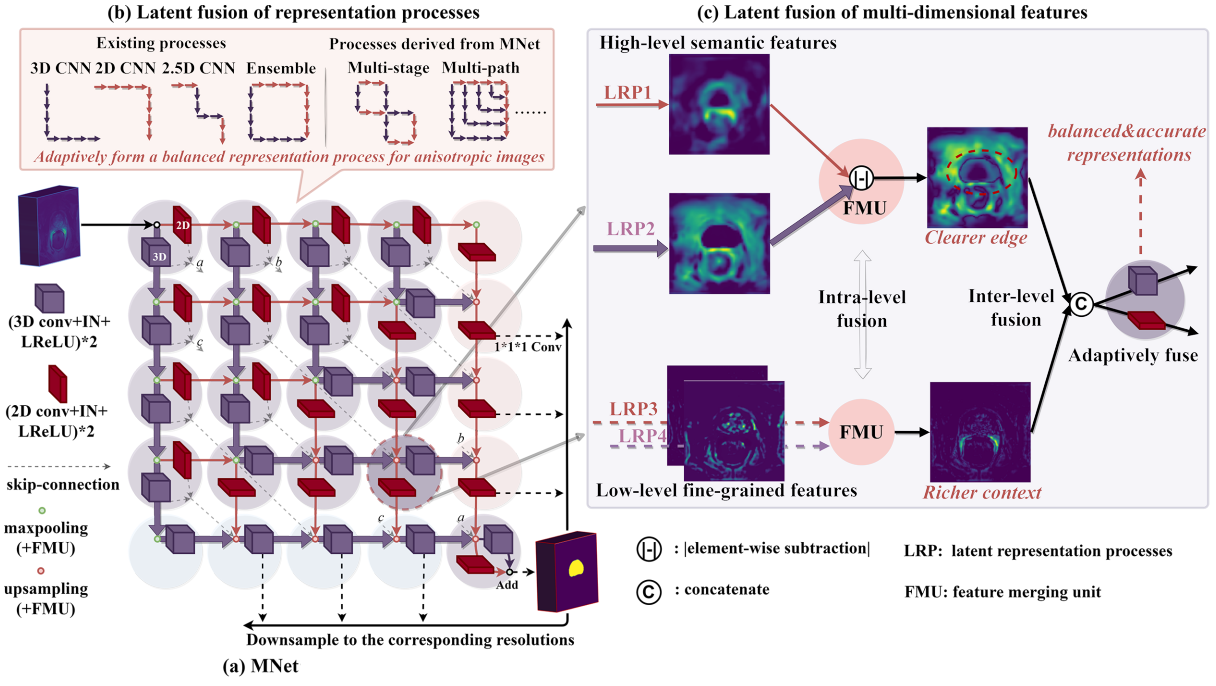 (b) Latent fusion of representation processes
Existing processes
3D CNN 2D CNN 2.5D CNN Ensemble
Processes derived from MNet
Multi-stage Multi-path
......
Adaptively form a balanced representation process for anisotropic images
2D
3D
a
b
c
(3D conv+IN+
LReLU)*2
(2D conv+IN+
LReLU)*2
skip-connection
maxpooling
(+FMU)
upsampling
(+FMU)
1*1*1 Conv
b
c
a
Add
Downsample to the corresponding resolutions
(a) MNet
(c) Latent fusion of multi-dimensional features
High-level semantic features
LRP1
LRP2
|-|
FMU
Clearer edge
balanced&accurate
representations
Intra-level
fusion
Inter-level
fusion
C
Adaptively fuse
LRP3
LRP4
FMU
Low-level fine-grained features
Richer context
|-| : |element-wise subtraction|
LRP: latent representation processes
C : concatenate
FMU: feature merging unit